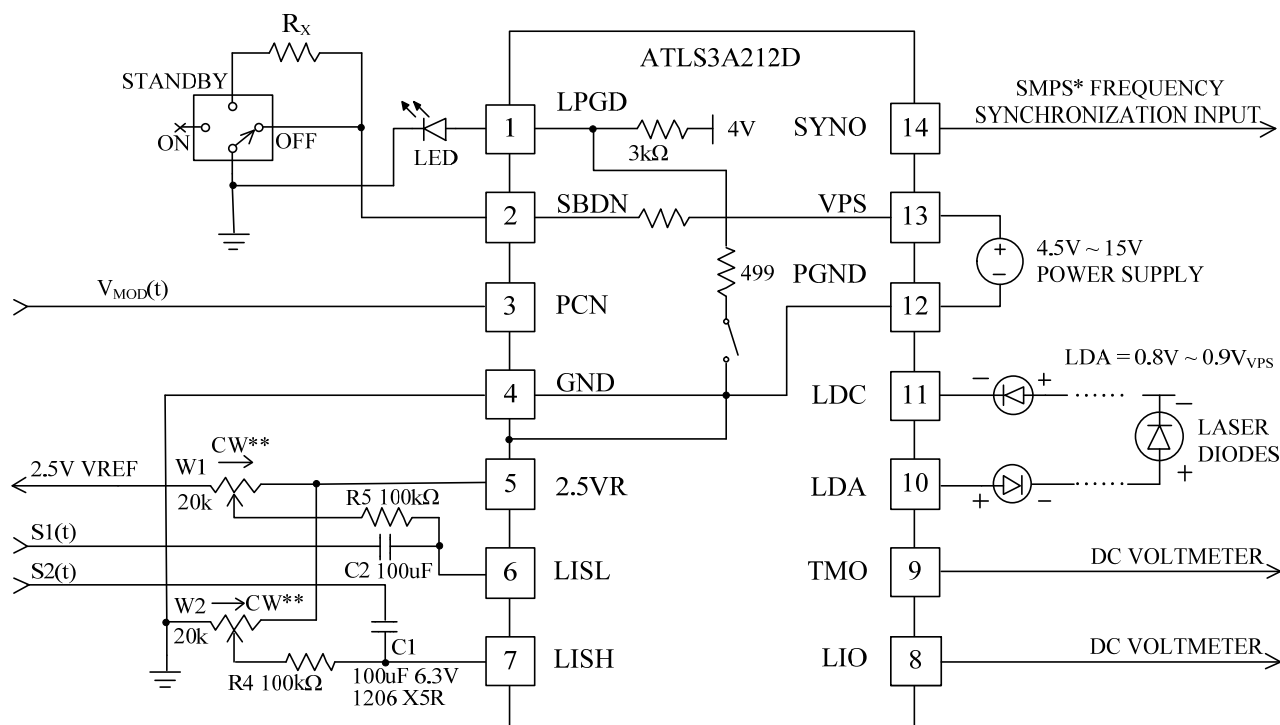 R_X
STANDBY
ON
OFF
LED
ATLS3A212D
LPGD
4V
3kΩ
SYNO
SMPS* FREQUENCY
SYNCHRONIZATION INPUT
1
14
2
SBDN
VPS
13
4.5V ~ 15V
POWER SUPPLY
499
PGND
V_MOD(t)
3
PCN
12
LDA = 0.8V ~ 0.9V_VPS
4
GND
LDC
11
LASER
DIODES
2.5V VREF
W1
CW**
20k
5
2.5VR
LDA
10
R5 100kΩ
S1(t)
C2 100uF
6
LISL
TMO
9
DC VOLTMETER
S2(t)
W2
CW**
20k
C1
100uF 6.3V
1206 X5R
R4 100kΩ
7
LISH
LIO
8
DC VOLTMETER